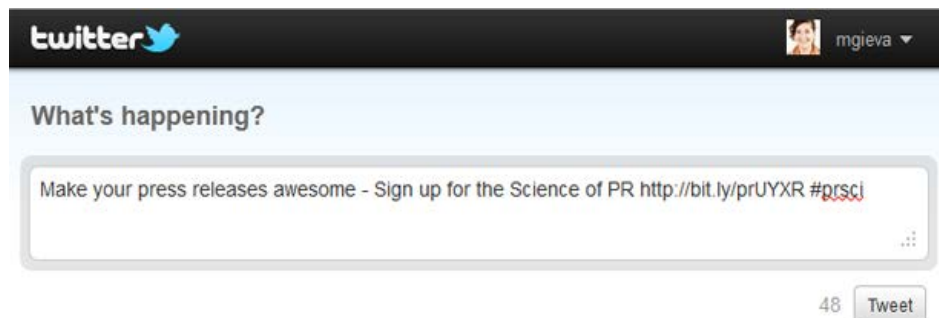 twitter
mgieva
What's happening?
Make your press releases awesome - Sign up for the Science of PR http://bit.ly/prUYXR #prsci
48 Tweet